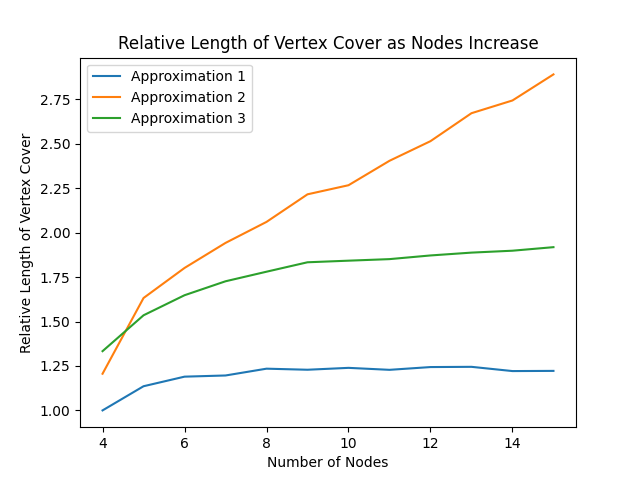 Relative Length of Vertex Cover as Nodes Increase
Approximation 1
Approximation 2
Approximation 3
Relative Length of Vertex Cover
2.75
2.50
2.25
2.00
1.75
1.50
1.25
1.00
4
6
8
10
12
14
Number of Nodes